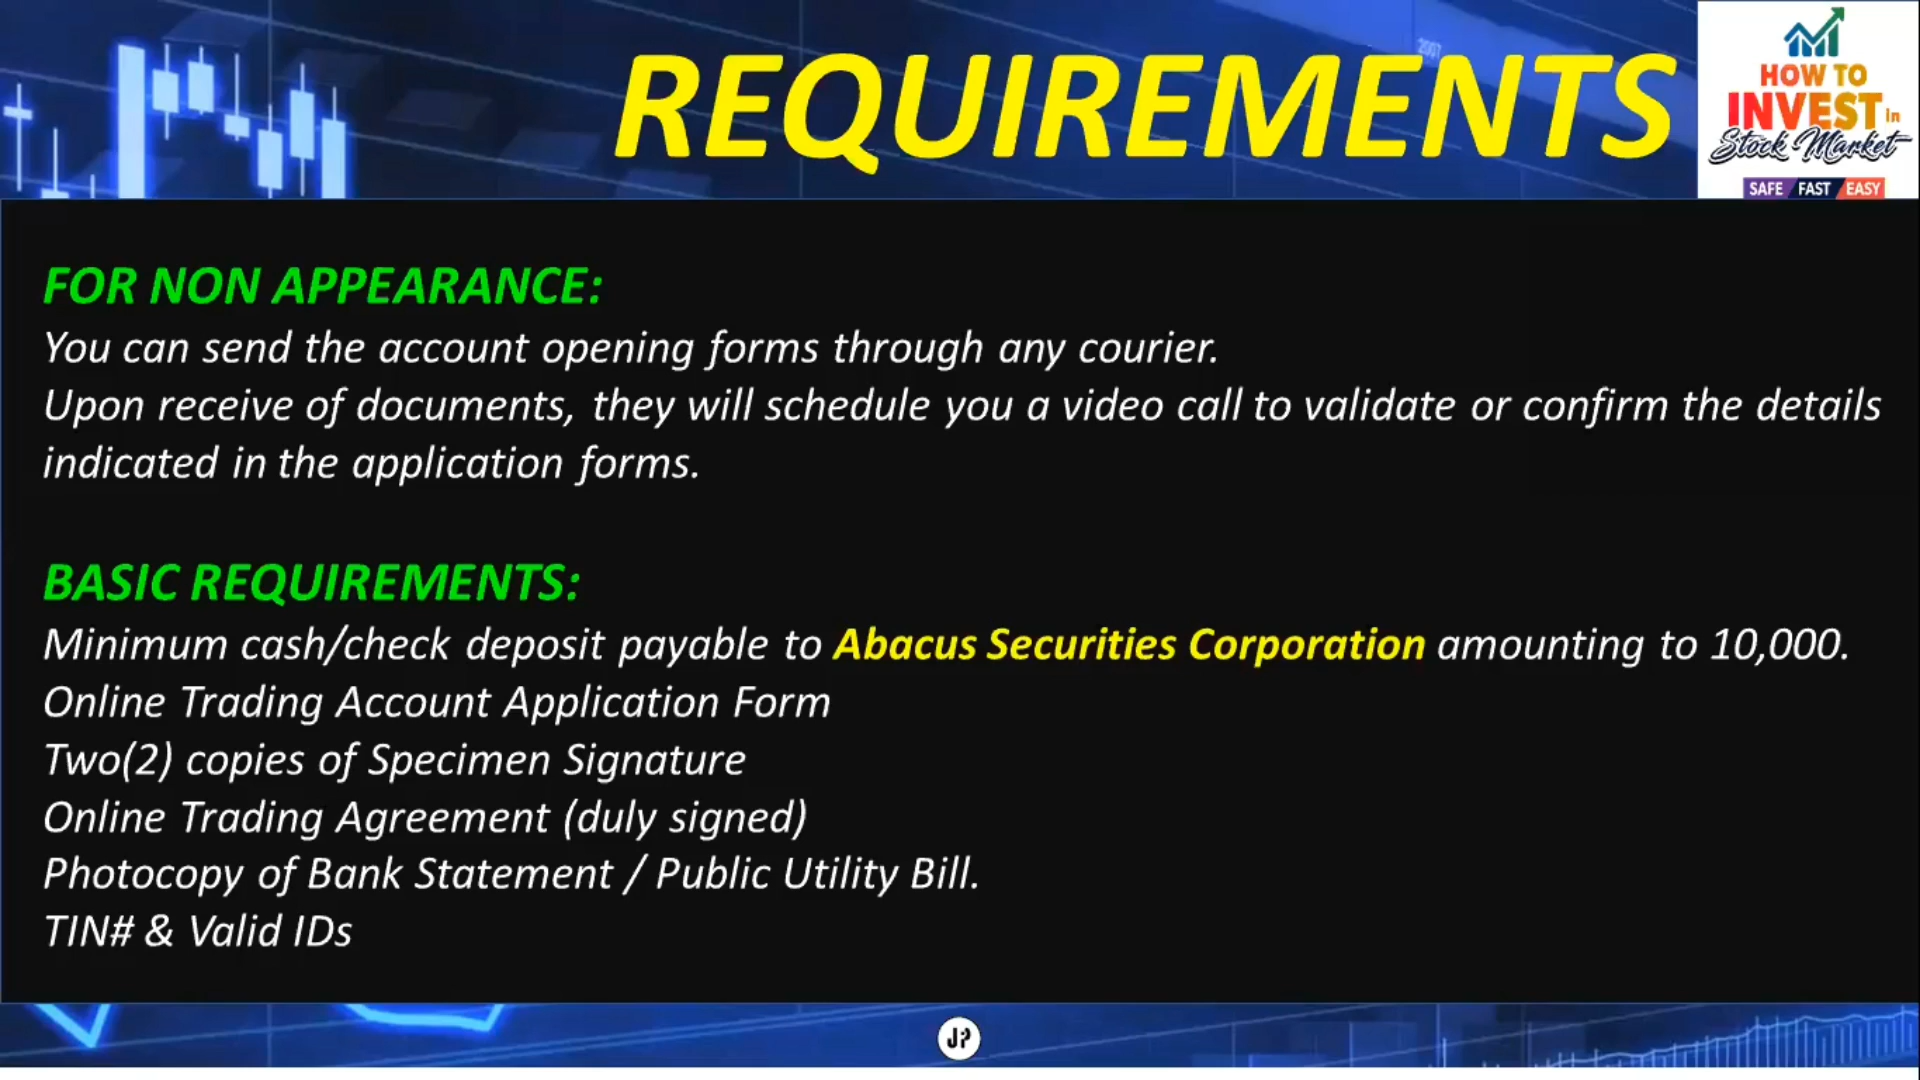 2007
REQUIREMENTS
HOW TO
INVEST in
Stock Market
SAFE FAST EASY
FOR NON APPEARANCE:
You can send the account opening forms through any courier.
Upon receive of documents, they will schedule you a video call to validate or confirm the details
indicated in the application forms.
BASIC REQUIREMENTS:
Minimum cash/check deposit payable to Abacus Securities Corporation amounting to 10,000.
Online Trading Account Application Form
Two(2) copies of Specimen Signature
Online Trading Agreement (duly signed)
Photocopy of Bank Statement / Public Utility Bill.
TIN# & Valid IDs